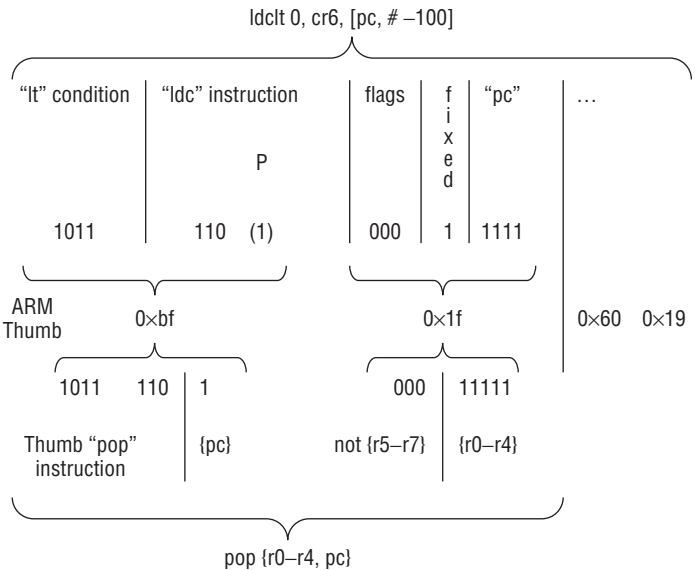 ldclt 0, cr6, [pc, # –100]
“lt” condition “ldc” instruction flags fixed “pc” …
P
1011 110 (1) 000 1 1111
ARM
Thumb
0×bf 0×1f 0×60 0×19
1011 110 1 000 11111
Thumb “pop” instruction {pc} not {r5–r7} {r0–r4}
pop {r0–r4, pc}